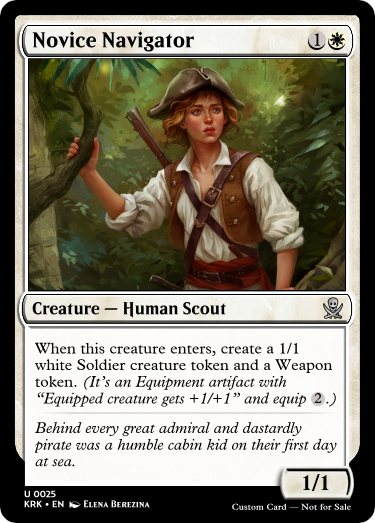 Novice Navigator 1
Creature — Human Scout
When this creature enters, create a 1/1
white Soldier creature token and a Weapon
token. (It's an Equipment artifact with
“Equipped creature gets +1/+1” and equip 2.)
Behind every great admiral and dastardly
pirate was a humble cabin kid on their first day
at sea.
1/1
U 0025
KRK • EN Elena Berezina
Custom Card — Not for Sale